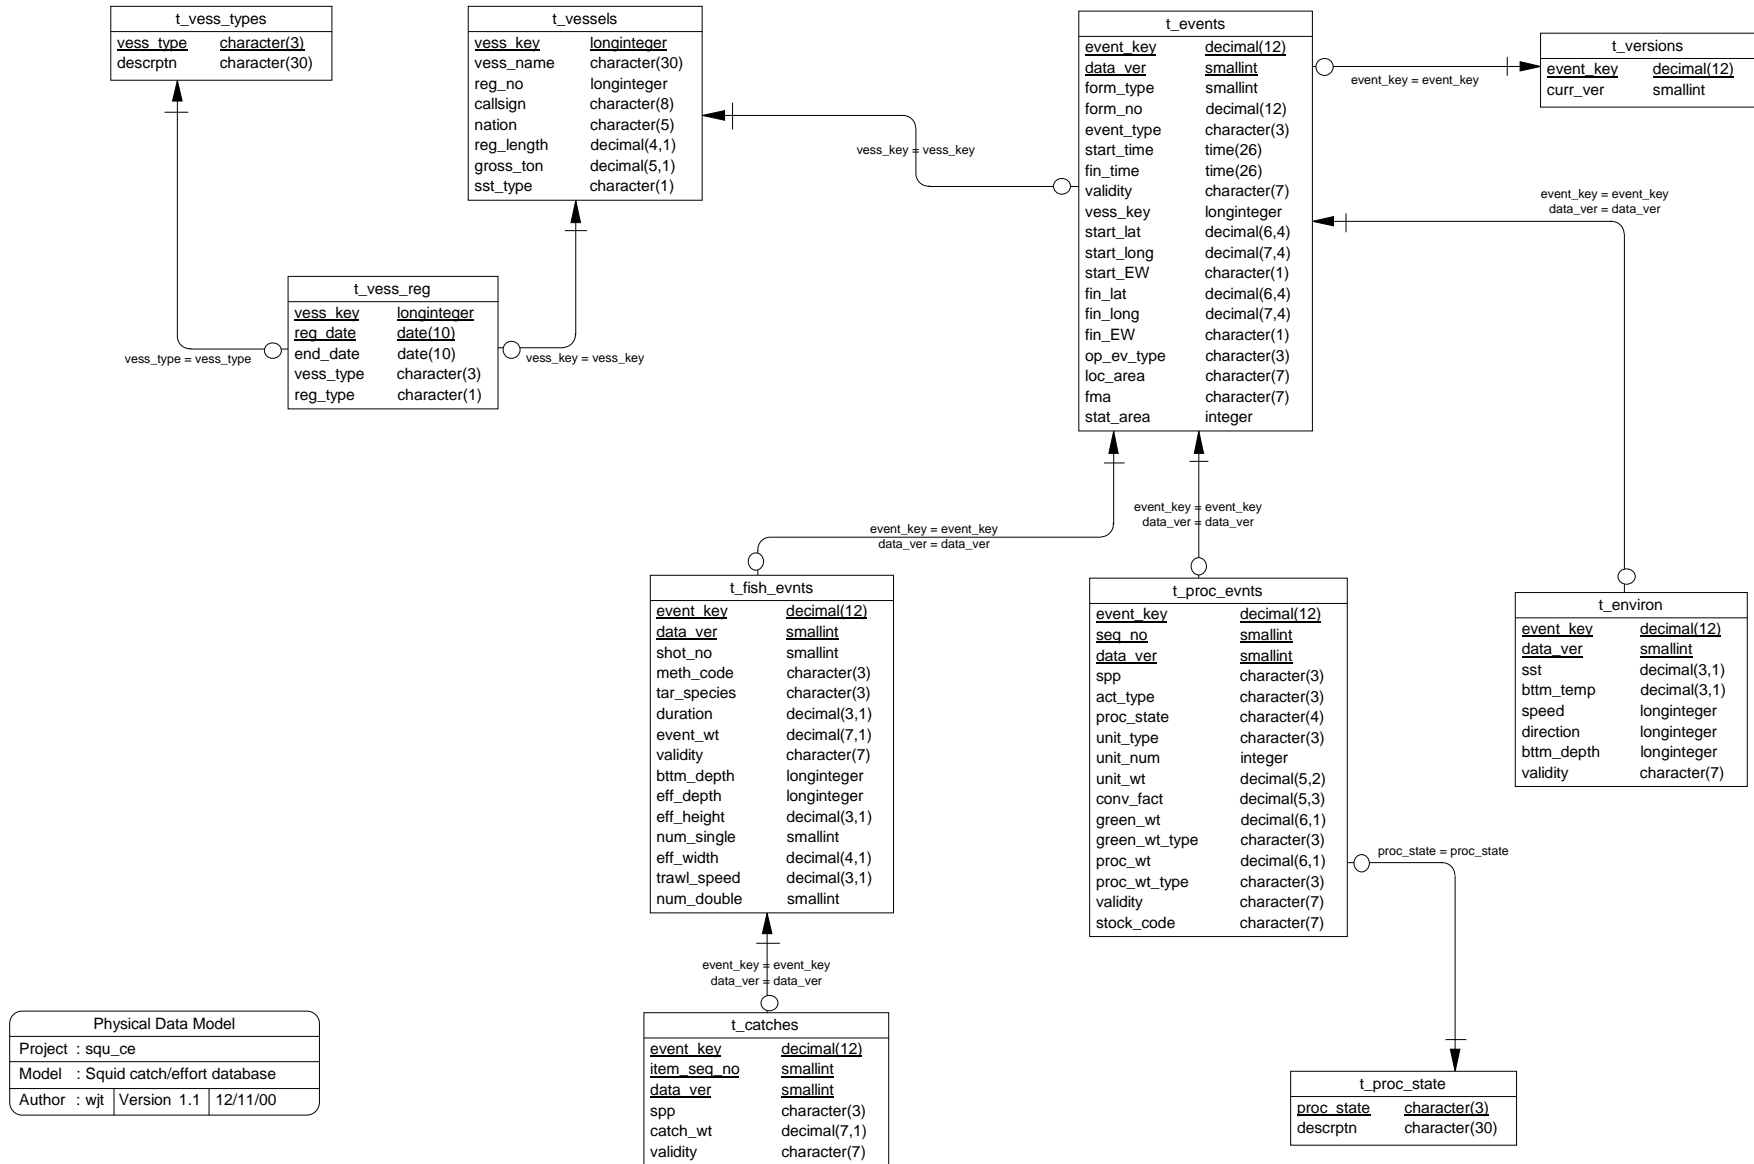 t_vess_types
vess_type character(3)
descrptn character(30)
t_vessels
vess_key longinteger
vess_name character(30)
reg_no longinteger
callsign character(8)
nation character(5)
reg_length decimal(4,1)
gross_ton decimal(5,1)
sst_type character(1)
t_events
event_key decimal(12)
data_ver smallint
form_type smallint
form_no decimal(12)
event_type character(3)
start_time time(26)
fin_time time(26)
validity character(7)
vess_key longinteger
start_lat decimal(6,4)
start_long decimal(7,4)
start_EW character(1)
fin_lat decimal(6,4)
fin_long decimal(7,4)
fin_EW character(1)
op_ev_type character(3)
loc_area character(7)
fma character(7)
stat_area integer
t_versions
event_key decimal(12)
curr_ver smallint
event_key = event_key
vess_key = vess_key
event_key = event_key
data_ver = data_ver
t_vess_reg
vess_key longinteger
reg_date date(10)
end_date date(10)
vess_type character(3)
reg_type character(1)
vess_type = vess_type
vess_key = vess_key
event_key = event_key
data_ver = data_ver
event_key = event_key
data_ver = data_ver
t_fish_evnts
event_key decimal(12)
data_ver smallint
shot_no smallint
meth_code character(3)
tar_species character(3)
duration decimal(3,1)
event_wt decimal(7,1)
validity character(7)
bttm_depth longinteger
eff_depth longinteger
eff_height decimal(3,1)
num_single smallint
eff_width decimal(4,1)
trawl_speed decimal(3,1)
num_double smallint
t_proc_evnts
event_key decimal(12)
seq_no smallint
data_ver smallint
spp character(3)
act_type character(3)
proc_state character(4)
unit_type character(3)
unit_num integer
unit_wt decimal(5,2)
conv_fact decimal(5,3)
green_wt decimal(6,1)
green_wt_type character(3)
proc_wt decimal(6,1)
proc_wt_type character(3)
validity character(7)
stock_code character(7)
t_environ
event_key decimal(12)
data_ver smallint
sst decimal(3,1)
bttm_temp decimal(3,1)
speed longinteger
direction longinteger
bttm_depth longinteger
validity character(7)
proc_state = proc_state
event_key = event_key
data_ver = data_ver
t_catches
event_key decimal(12)
item_seq_no smallint
data_ver smallint
spp character(3)
catch_wt decimal(7,1)
validity character(7)
t_proc_state
proc_state character(3)
descrptn character(30)
Physical Data Model
Project : squ_ce
Model : Squid catch/effort database
Author : wjt Version 1.1 12/11/00